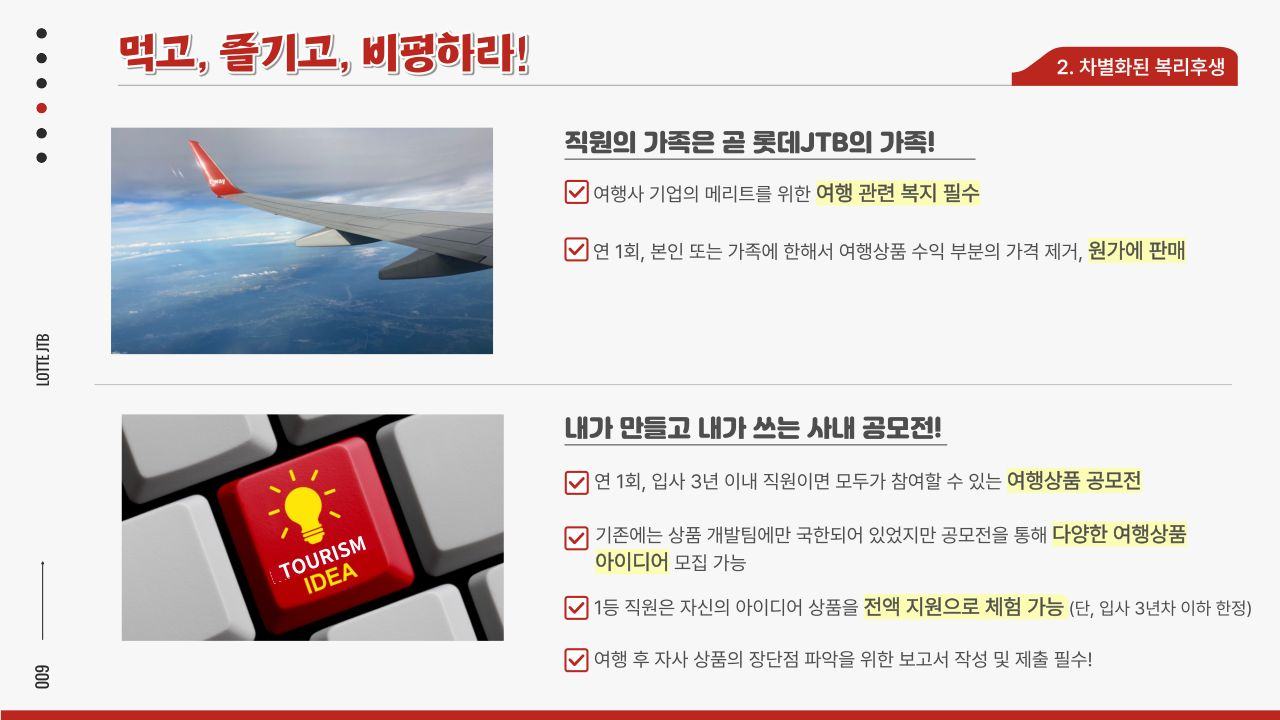 먹고, 즐기고, 비평하라!
2. 차별화된 복리후생
직원의 가족은 곧 롯데JTB의 가족!
여행사 기업의 메리트를 위한 여행 관련 복지 필수
연 1회, 본인 또는 가족에 한해서 여행상품 수익 부분의 가격 제거, 원가에 판매
t'way
LOTTE JTB
내가 만들고 내가 쓰는 사내 공모전!
연 1회, 입사 3년 이내 직원이면 모두가 참여할 수 있는 여행상품 공모전
기존에는 상품 개발팀에만 국한되어 있었지만 공모전을 통해 다양한 여행상품
아이디어 모집 가능
1등 직원은 자신의 아이디어 상품을 전액 지원으로 체험 가능 (단, 입사 3년차 이하 한정)
여행 후 자사 상품의 장단점 파악을 위한 보고서 작성 및 제출 필수!
TOURISM
IDEA
009